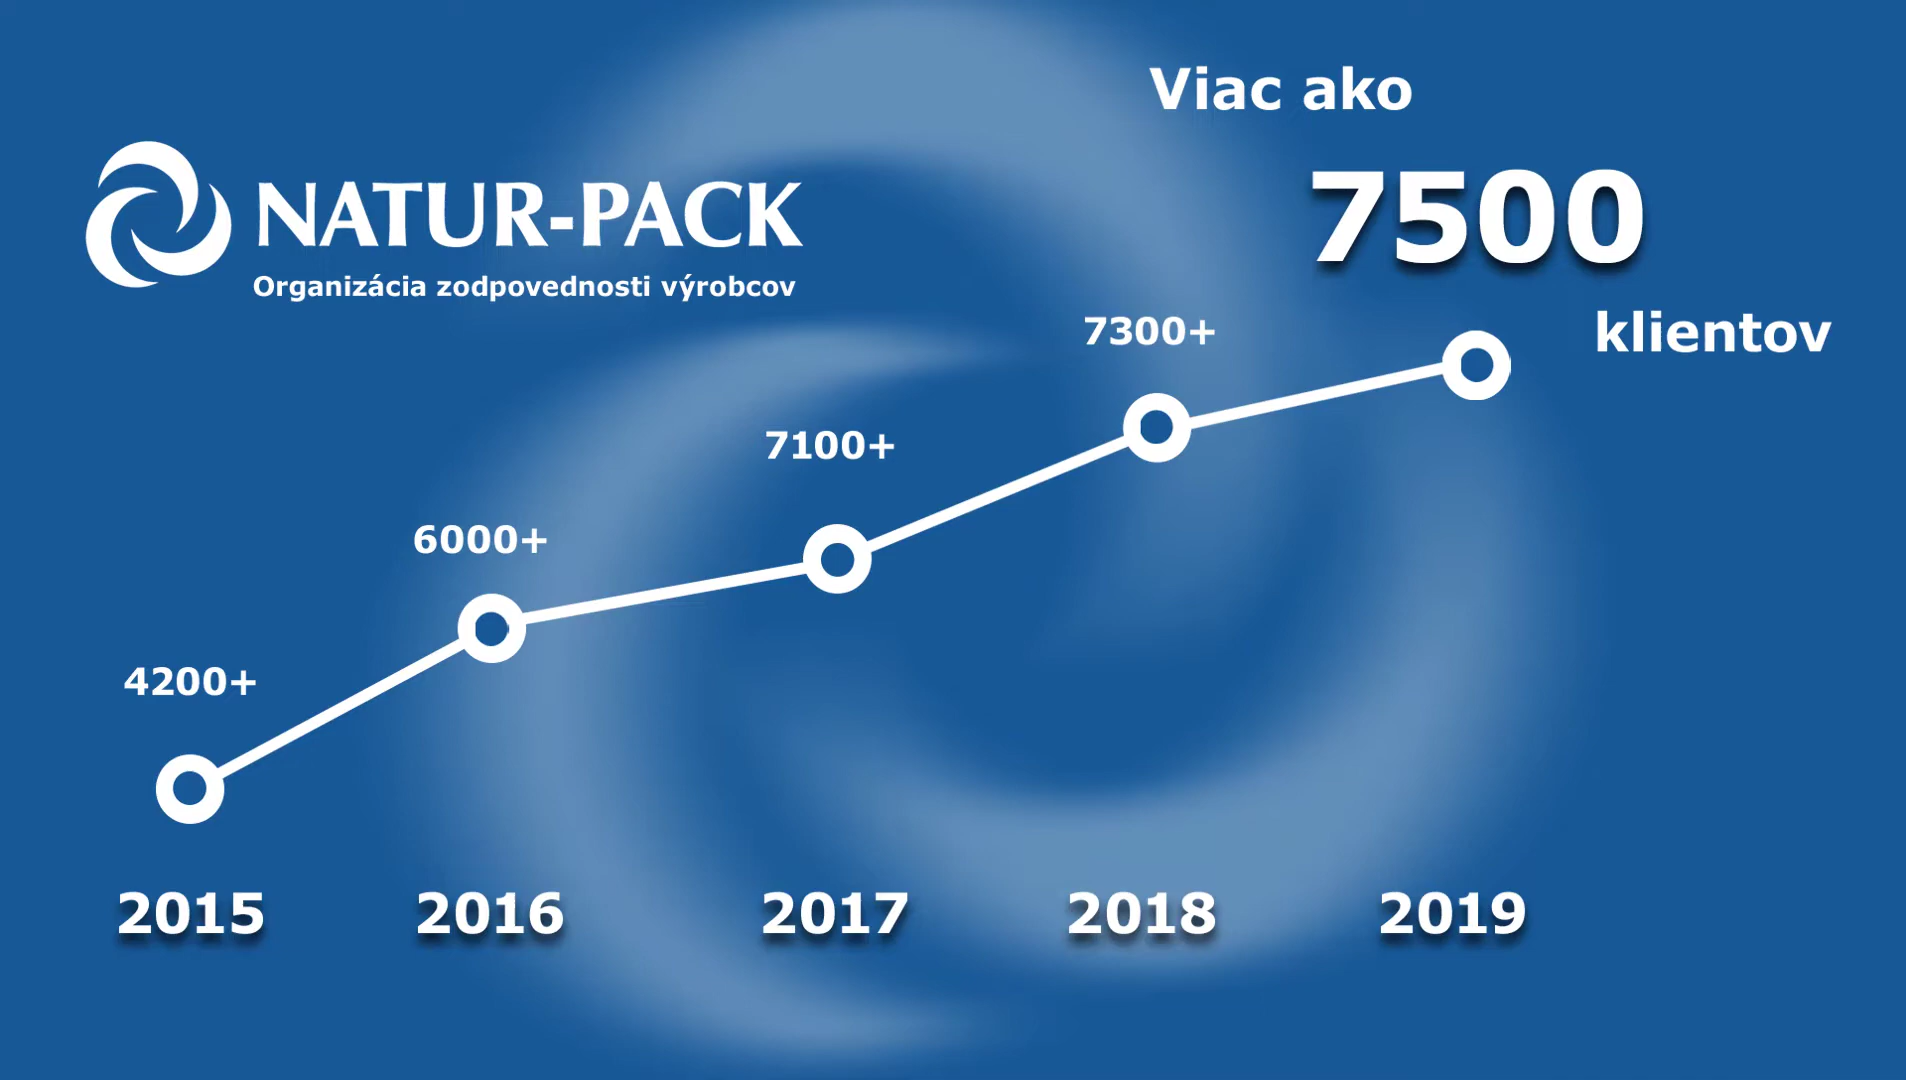 Viac ako
7500
klientov
NATUR-PACK
Organizácia zodpovednosti výrobcov
7300+
7100+
6000+
4200+
2015 2016 2017 2018 2019